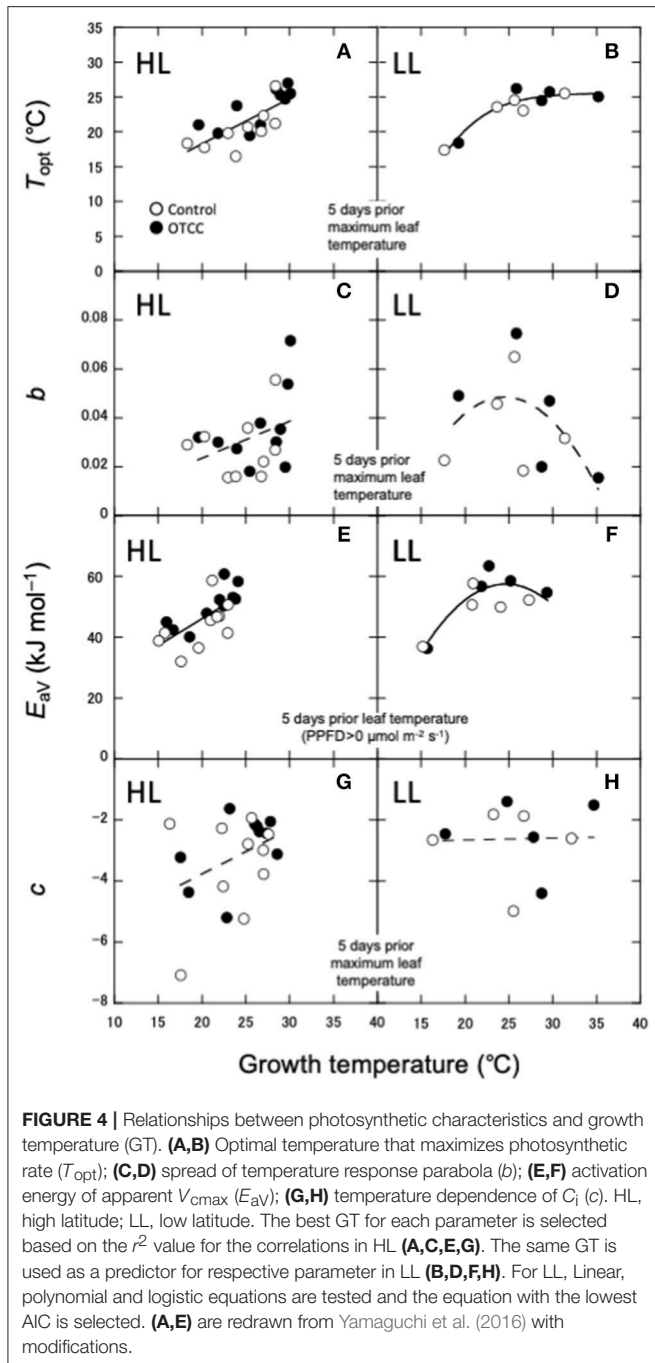 HL A
LL B
T opt (°C)
35
30
25
20
15
10
5
0
○ Control
● OTCC
5 days prior
maximum leaf
temperature
HL C
LL D
b
0.08
0.06
0.04
0.02
0
5 days prior
maximum leaf
temperature
HL E
LL F
E aV (kJ mol⁻¹)
60
40
20
0
5 days prior leaf temperature
(PPFD>0 μmol m⁻² s⁻¹)
HL G
LL H
c
−2
−4
−6
−8
5 days prior
maximum leaf
temperature
10 15 20 25 30 35 40 15 20 25 30 35 40
Growth temperature (°C)
FIGURE 4 | Relationships between photosynthetic characteristics and growth
temperature (GT). (A,B) Optimal temperature that maximizes photosynthetic
rate (T opt); (C,D) spread of temperature response parabola (b); (E,F) activation
energy of apparent V cmax (E aV); (G,H) temperature dependence of C i (c). HL,
high latitude; LL, low latitude. The best GT for each parameter is selected
based on the r² value for the correlations in HL (A,C,E,G). The same GT is
used as a predictor for respective parameter in LL (B,D,F,H). For LL, Linear,
polynomial and logistic equations are tested and the equation with the lowest
AIC is selected. (A,E) are redrawn from Yamaguchi et al. (2016) with
modifications.